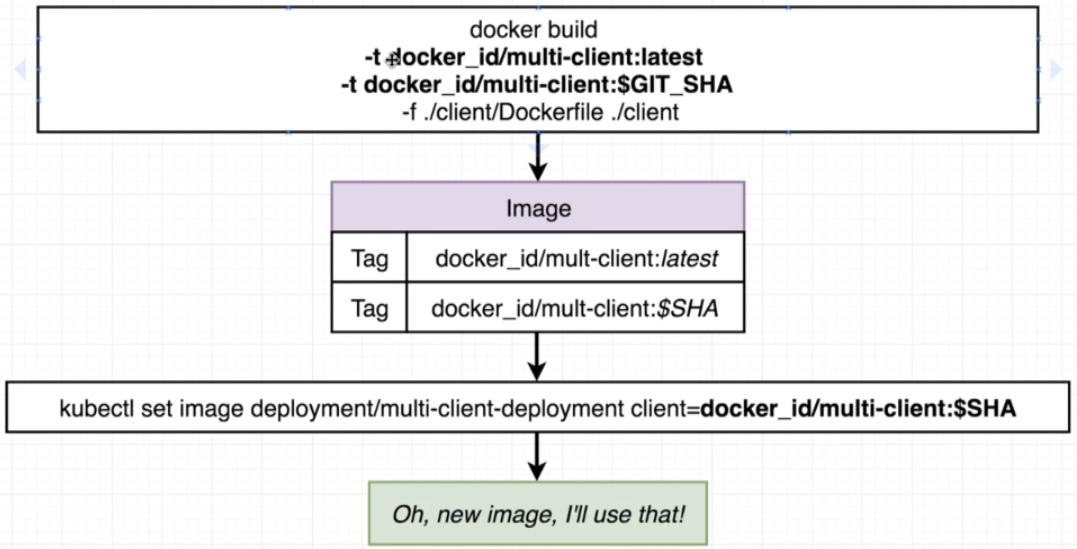 docker build
-t docker_id/multi-client:latest
-t docker_id/multi-client:$GIT_SHA
-f ./client/Dockerfile ./client
Image
Tag docker_id/mult-client:latest
Tag docker_id/mult-client:$SHA
kubectl set image deployment/multi-client-deployment client=docker_id/multi-client:$SHA
Oh, new image, I'll use that!